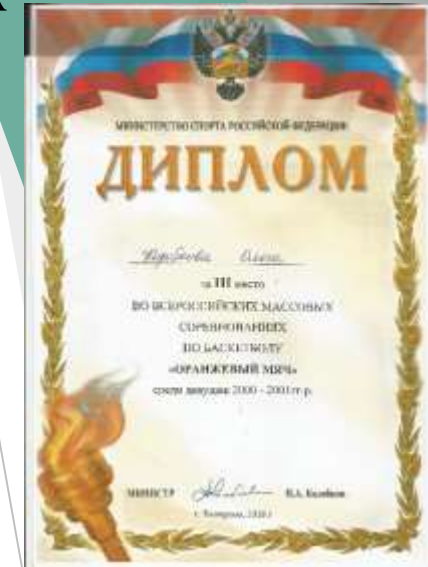 МИНИСТЕРСТВО СПОРТА РОССИЙСКОЙ ФЕДЕРАЦИИ
ДИПЛОМ
за III место
ВО ВСЕРОССИЙСКИХ МАССОВЫХ
СОРЕВНОВАНИЯХ
ПО БАСКЕТБОЛУ
«ОРАНЖЕВЫЙ МЯЧ»
среди девушек 2000 - 2001 г.р.
МИНИСТР